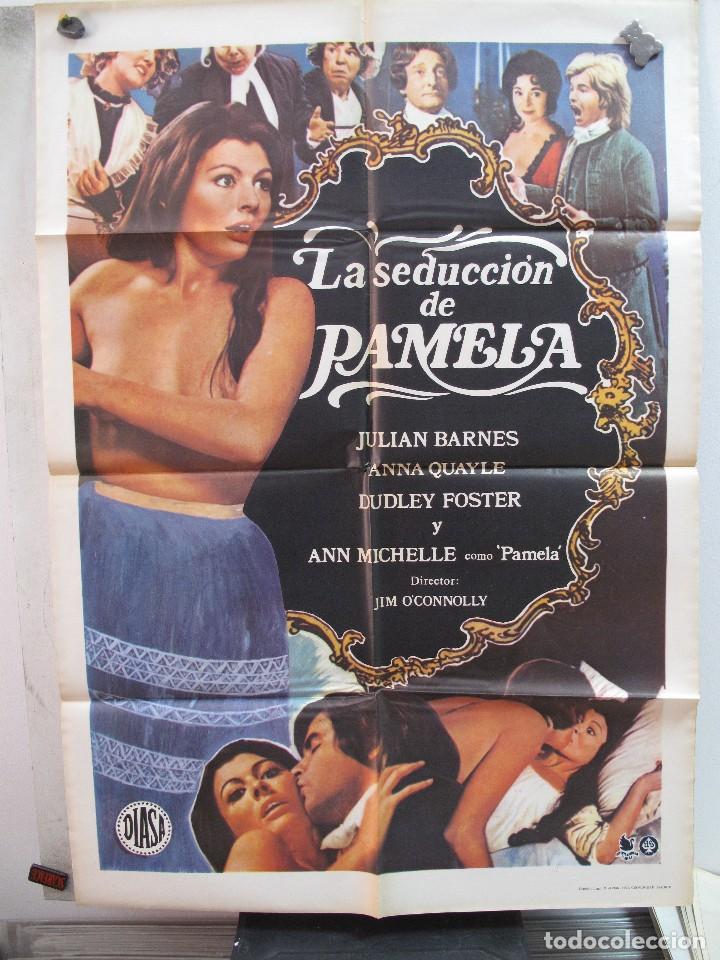 La seducción
de
PAMELA
JULIAN BARNES
ANNA QUAYLE
DUDLEY FOSTER
y
ANN MICHELLE como 'Pamela'
Director:
JIM O'CONNOLLY
DIASA
todocoleccion